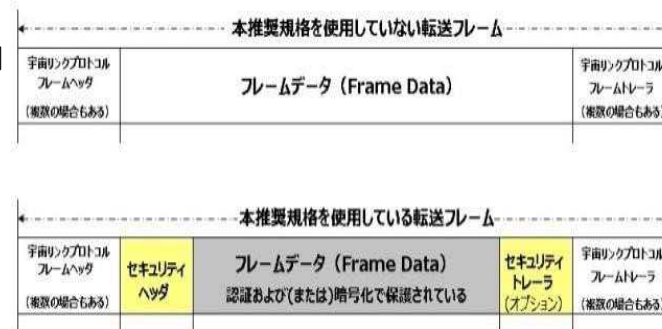 本推奨規格を使用していない転送フレーム
宇宙リンクプロトコル
フレームヘッダ
(複数の場合もある)
フレームデータ (Frame Data)
宇宙リンクプロトコル
フレームトレーラ
(複数の場合もある)
本推奨規格を使用している転送フレーム
宇宙リンクプロトコル
フレームヘッダ
(複数の場合もある)
セキュリティ
ヘッダ
フレームデータ (Frame Data)
認証および(または)暗号化で保護されている
セキュリティ
トレーラ
(オプション)
宇宙リンクプロトコル
フレームトレーラ
(複数の場合もある)